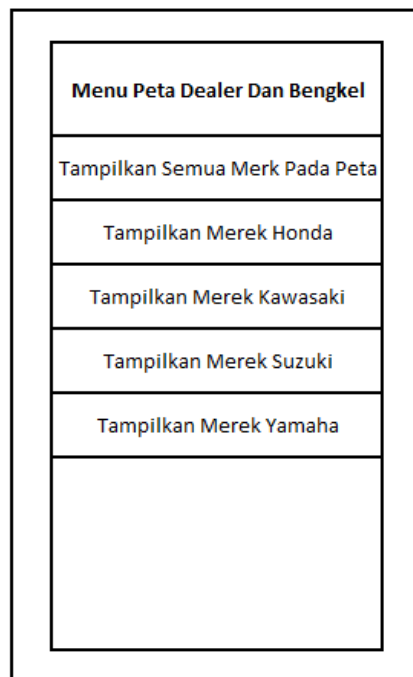 Menu Peta Dealer Dan Bengkel
Tampilkan Semua Merk Pada Peta
Tampilkan Merek Honda
Tampilkan Merek Kawasaki
Tampilkan Merek Suzuki
Tampilkan Merek Yamaha